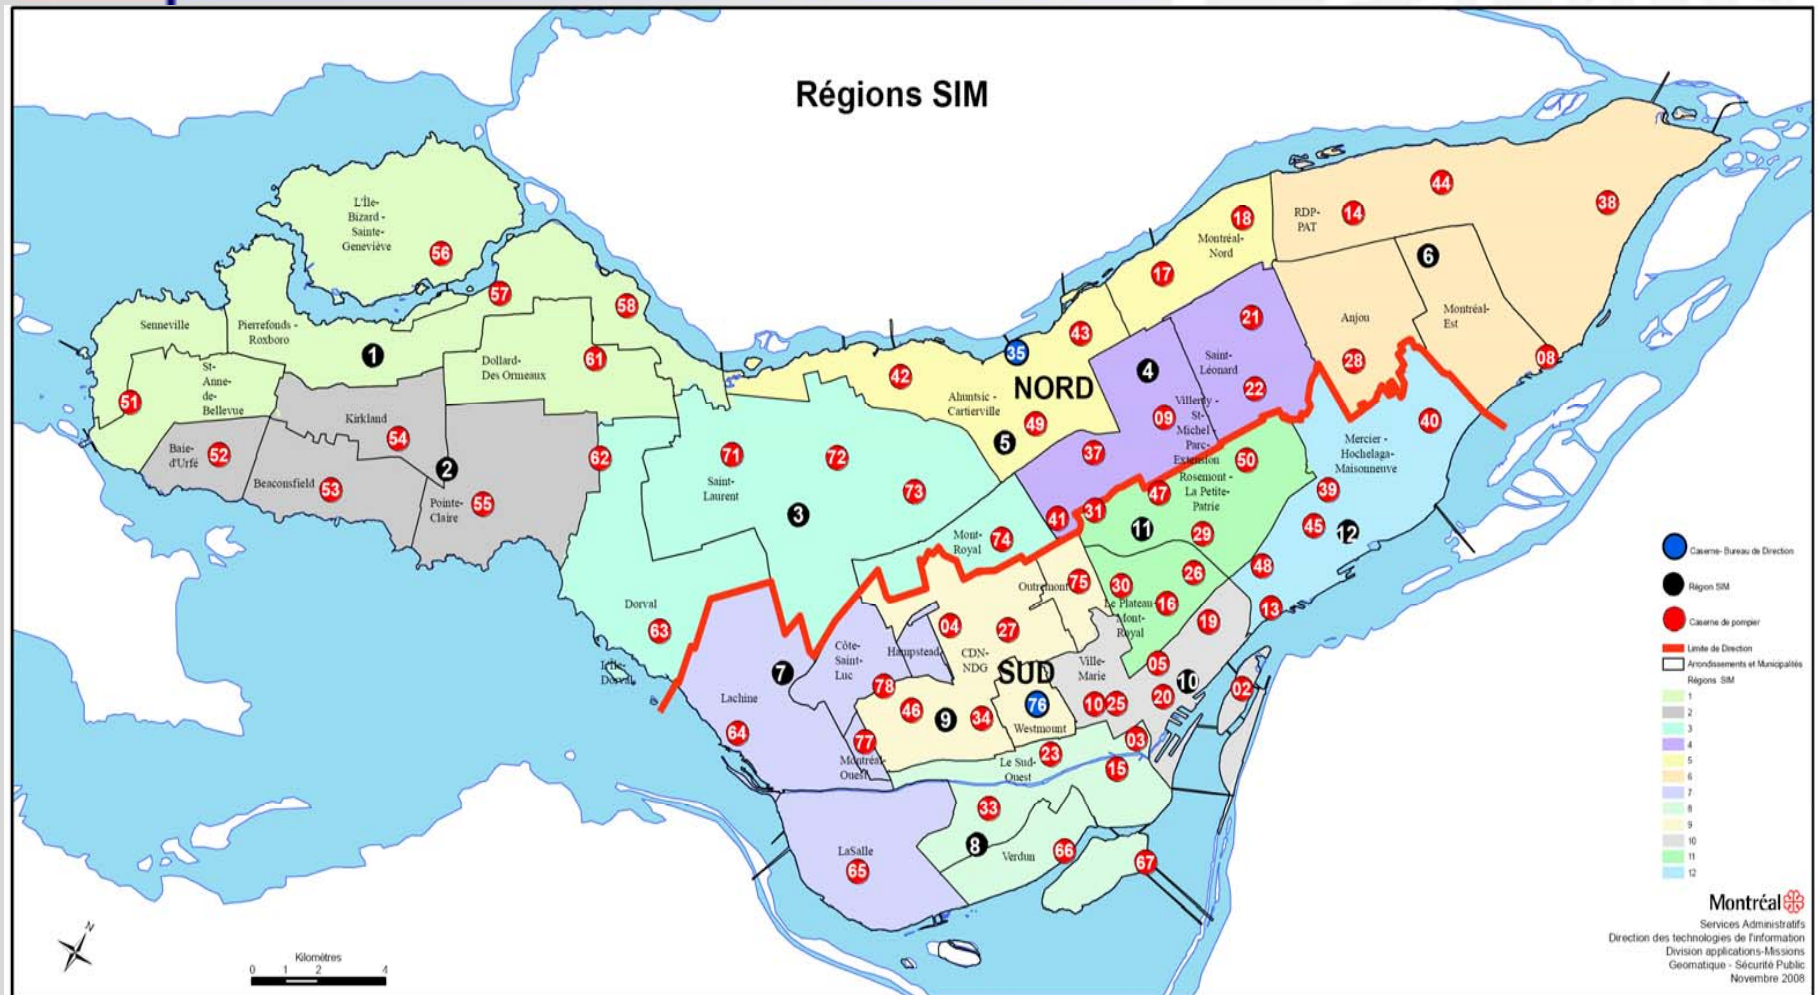 Régions SIM
L'Île-
Bizard -
Sainte-
Geneviève
56
57
58
Senneville
Pierrefonds -
Roxboro
1
St-
Anne-
de-
Bellevue
51
Dollard-
Des Ormeaux
61
Kirkland
54
Baie-
d'Urfé
52
Beaconsfield
53
2
Pointe-
Claire
55
62
71
72
Saint-
Laurent
73
3
Mont-
Royal
74
Dorval
63
L'Île-
Dorval
42
Ahuntsic -
Cartierville
35
NORD
49
5
43
17
18
Montréal-
Nord
RDP-
PAT
14
44
38
6
Anjou
28
Montréal-
Est
08
21
Saint-
Léonard
22
4
09
Villeray -
St-
Michel -
Parc-
Extension
37
41
31
47
50
Rosemont -
La Petite-
Patrie
11
29
Mercier -
Hochelaga-
Maisonneuve
40
39
45
12
48
13
Outremont
75
30
26
Le Plateau-
Mont-
Royal
16
19
04
27
CDN-
NDG
SUD
76
Westmount
Ville-
Marie
05
10
20
10
25
02
Côte-
Saint-
Luc
Hampstead
7
Lachine
64
78
46
9
34
77
Montréal-
Ouest
23
03
Le Sud-
Ouest
15
33
8
Verdun
66
67
LaSalle
65
Caserne- Bureau de Direction
Région SIM
Caserne de pompier
Limite de Direction
Arrondissements et Municipalités
Régions SIM
1
2
3
4
5
6
7
8
9
10
11
12
N
Kilomètres
0 1 2 4
Montréal
Services Administratifs
Direction des technologies de l'information
Division applications-Missions
Geomatique - Sécurité Public
Novembre 2008